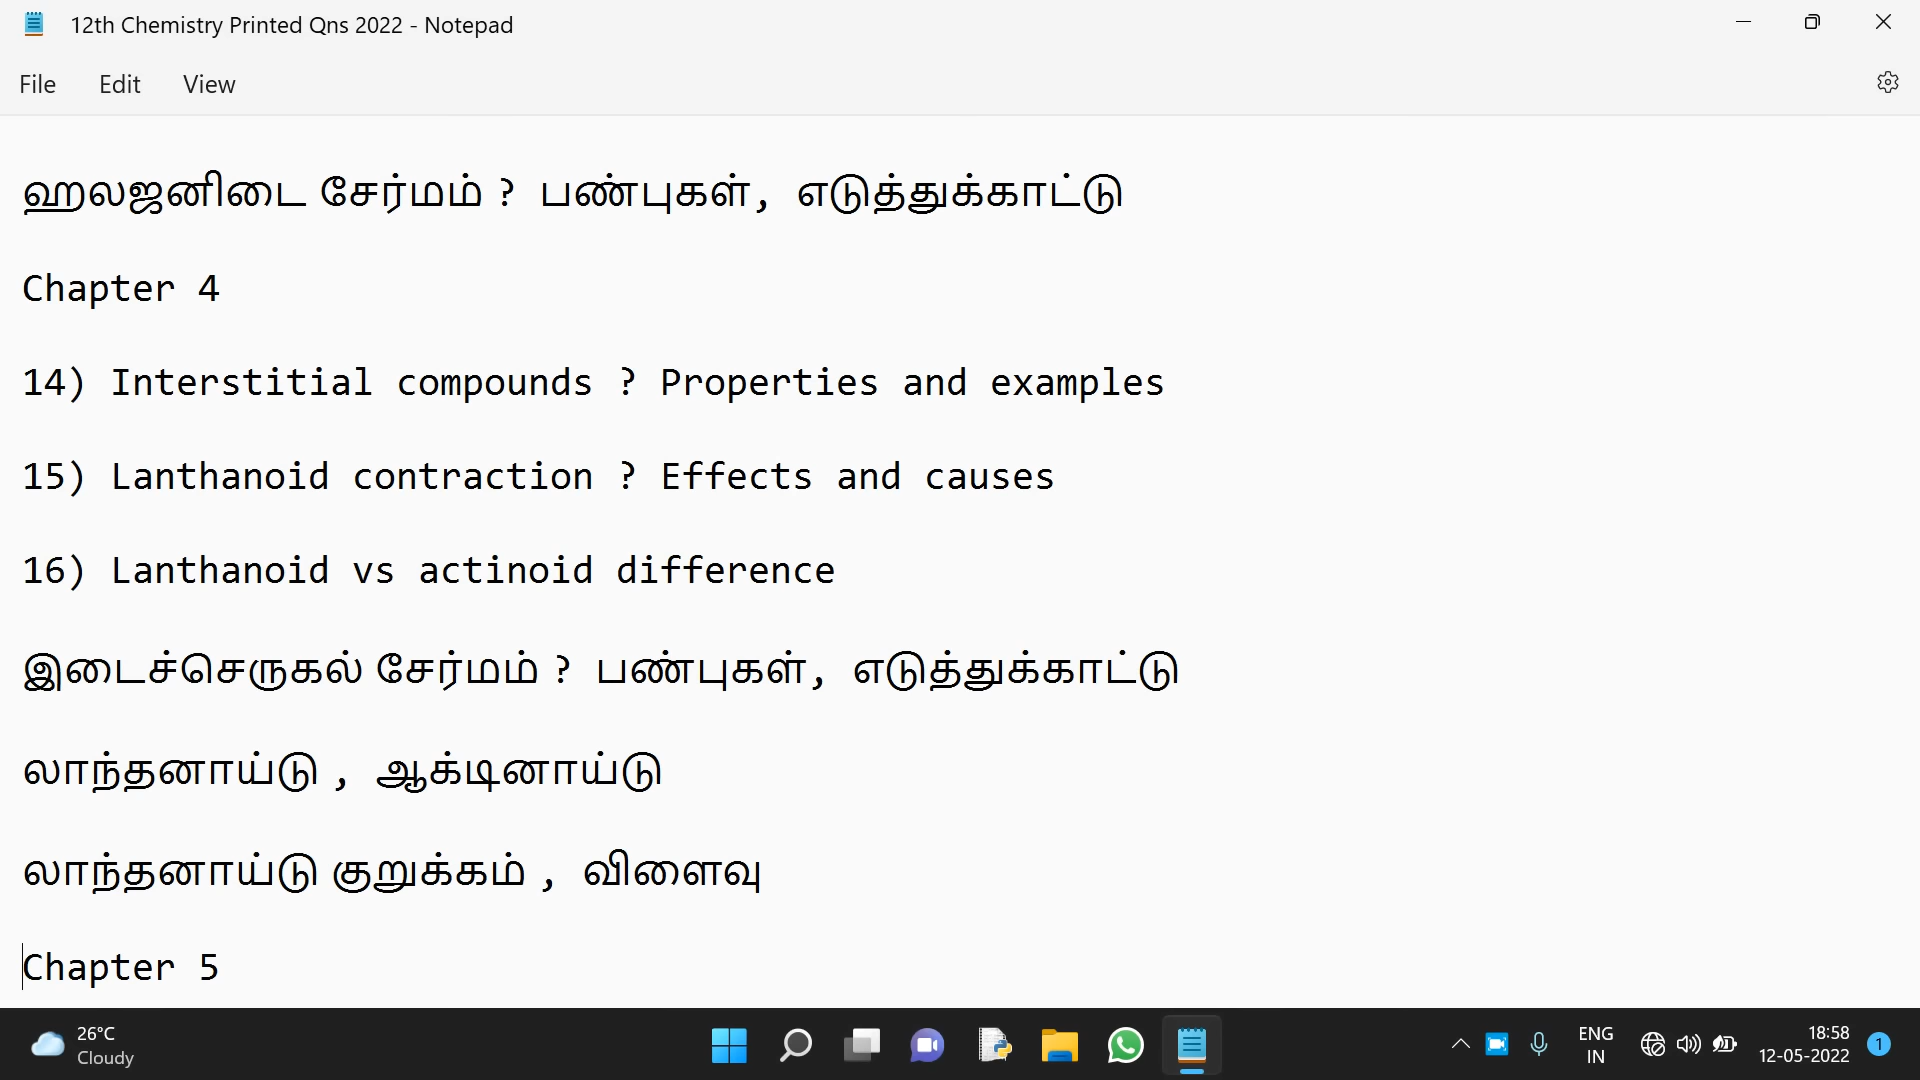 12th Chemistry Printed Qns 2022 - Notepad
File Edit View
ஹலஜனிடை சேர்மம் ? பண்புகள், எடுத்துக்காட்டு
Chapter 4
14) Interstitial compounds ? Properties and examples
15) Lanthanoid contraction ? Effects and causes
16) Lanthanoid vs actinoid difference
இடைச்செருகல் சேர்மம் ? பண்புகள், எடுத்துக்காட்டு
லாந்தனாய்டு , ஆக்டினாய்டு
லாந்தனாய்டு குறுக்கம் , விளைவு
Chapter 5
26°C
Cloudy
ENG
IN
18:58
12-05-2022
1